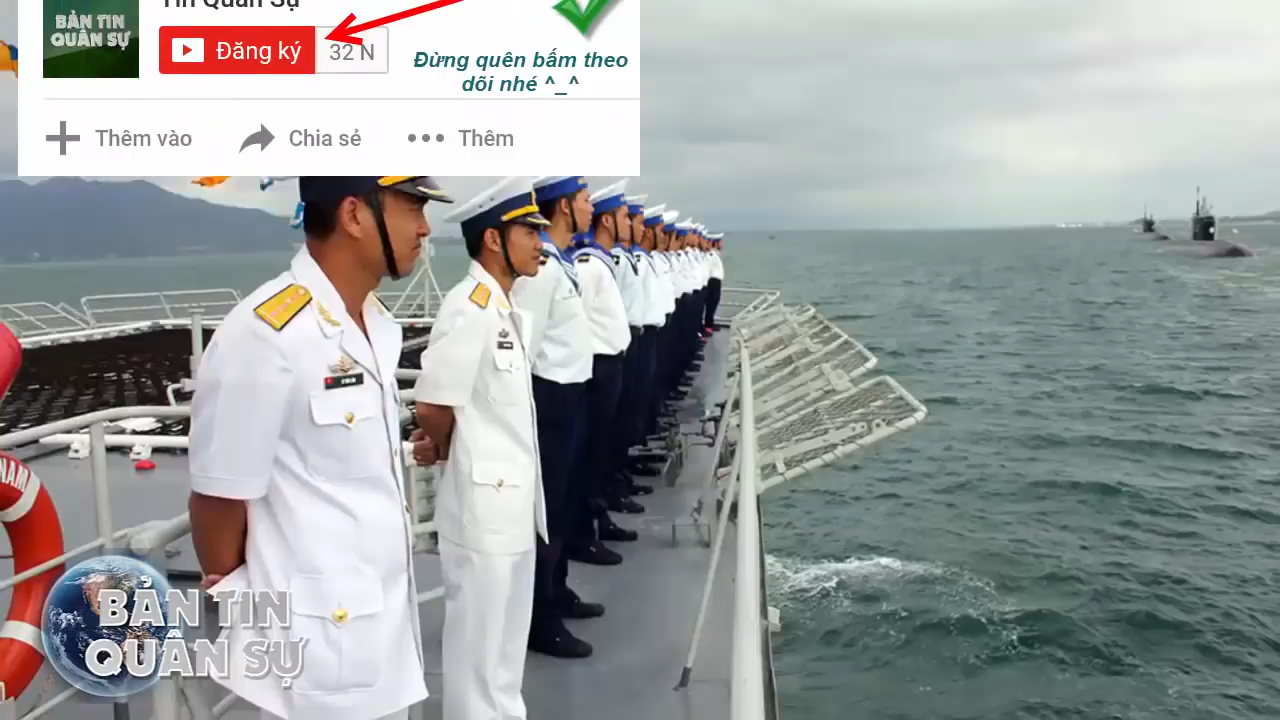 Tin Quân Sự
BẢN TIN
QUÂN SỰ
Đăng ký
32 N
Đừng quên bấm theo
dõi nhé ^_^
Thêm vào
Chia sẻ
Thêm
NAM
BẢN TIN
QUÂN SỰ